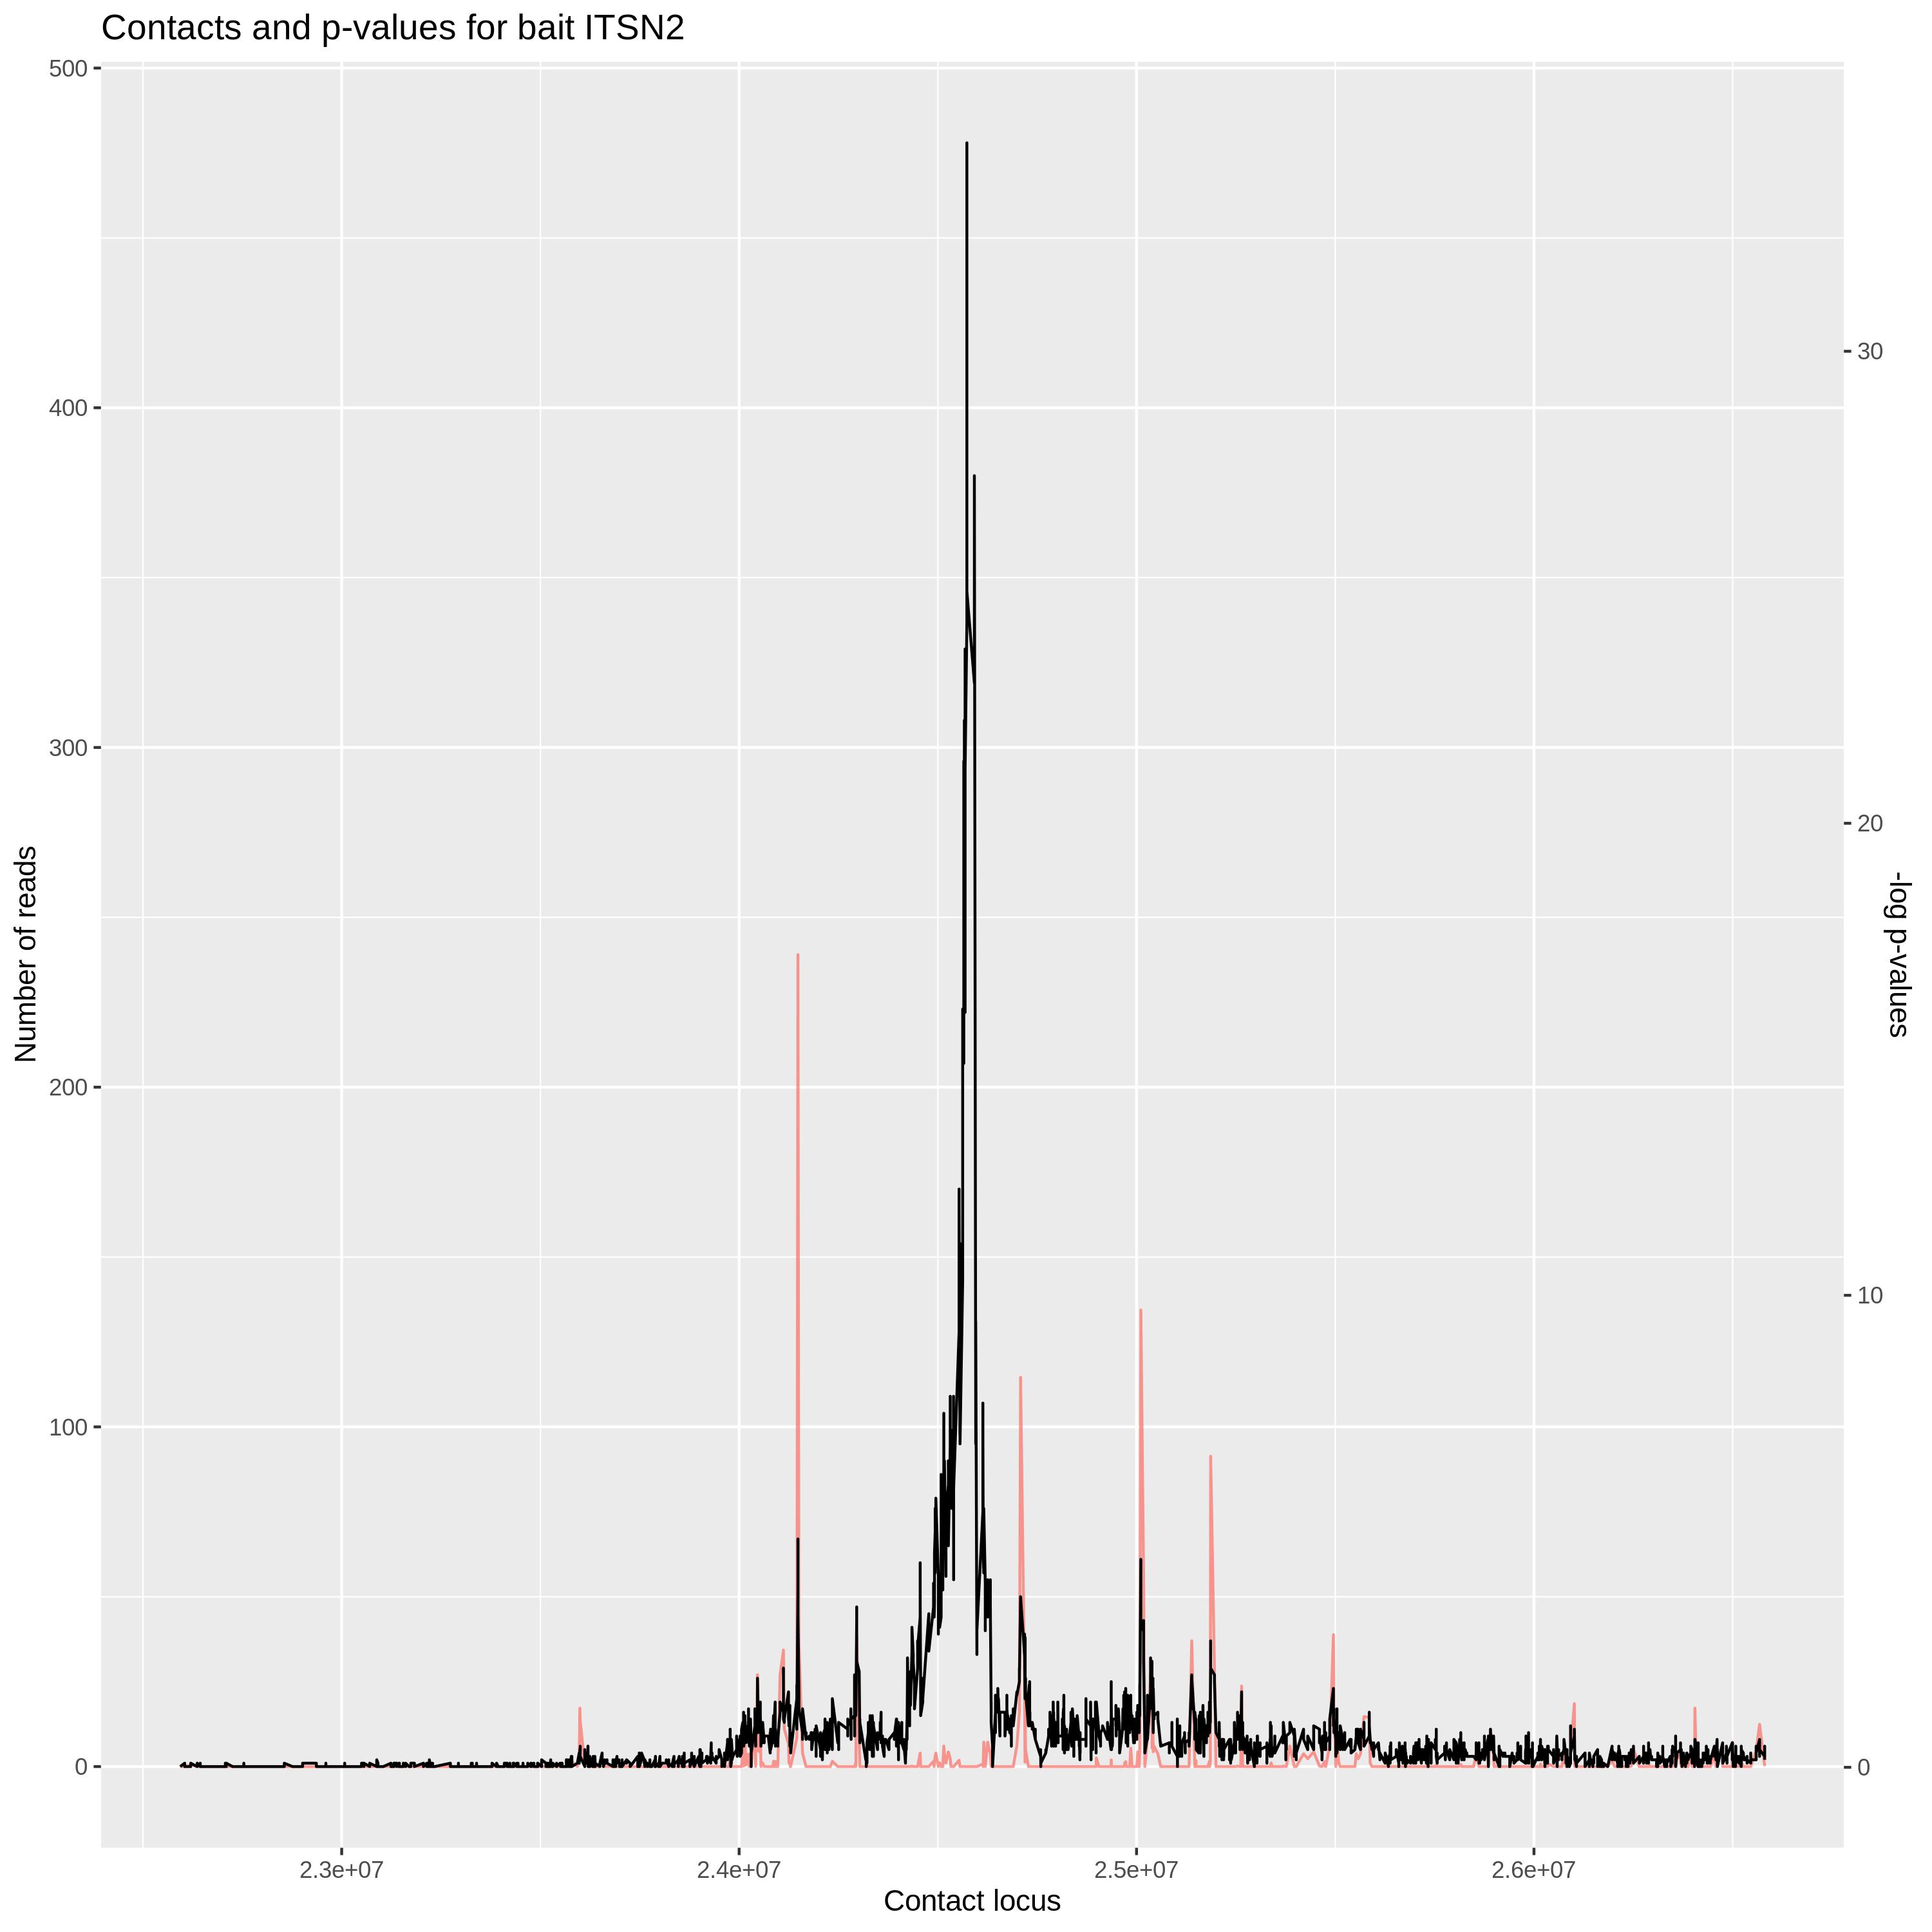 Contacts and p-values for bait ITSN2
500
400
300
200
100
0
Number of reads
30
20
10
0
-log p-values
2.3e+07
2.4e+07
2.5e+07
2.6e+07
Contact locus